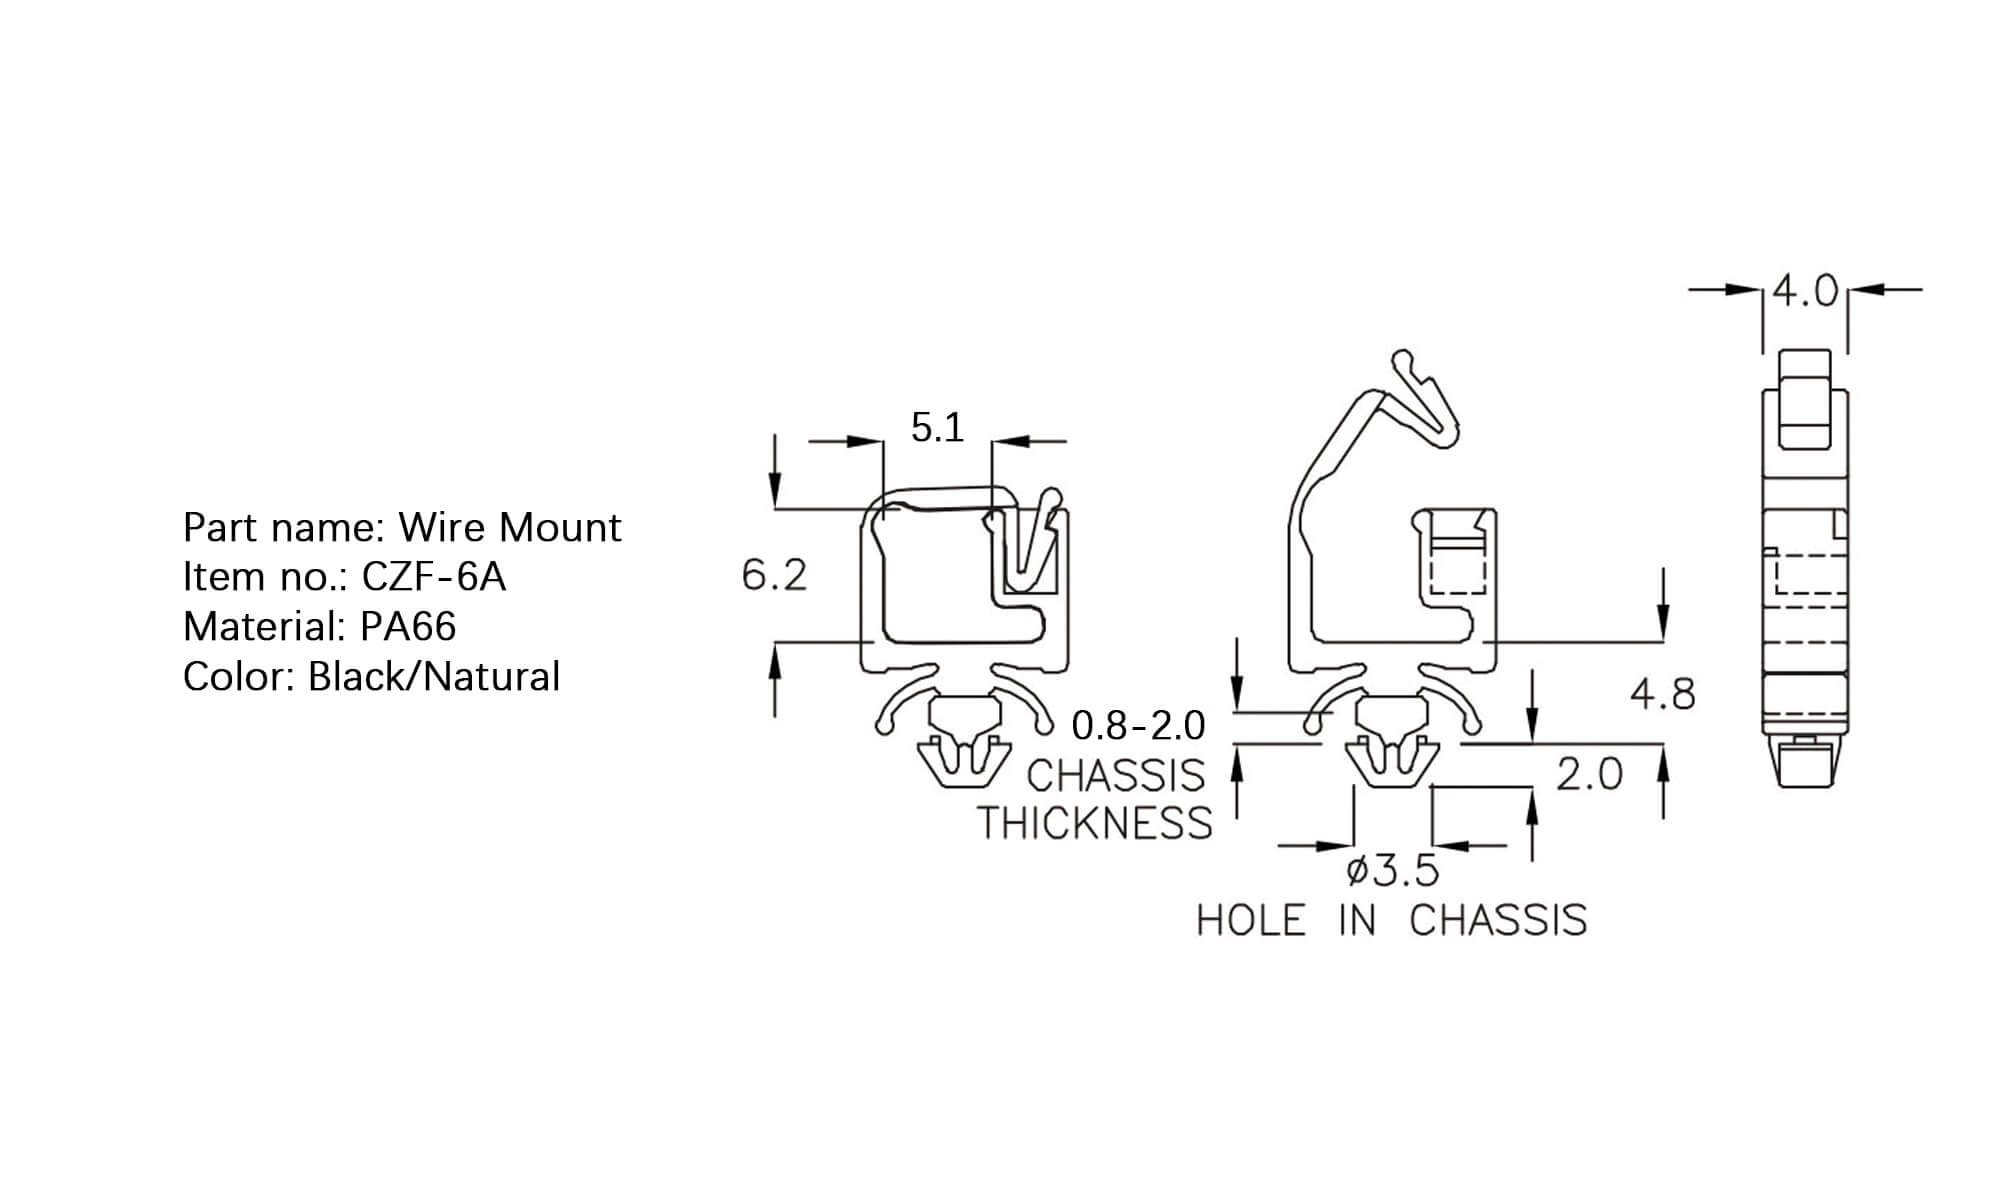 Part name: Wire Mount
Item no.: CZF-6A
Material: PA66
Color: Black/Natural
5.1
6.2
0.8-2.0
CHASSIS
THICKNESS
4.0
4.8
2.0
ø3.5
HOLE IN CHASSIS